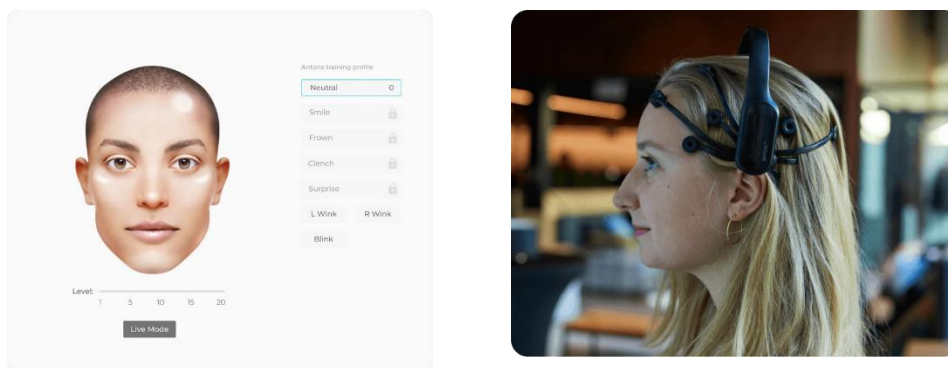 Antons training profile
Neutral 0
Smile
Frown
Clench
Surprise
L Wink R Wink
Blink
Level:
1 5 10 15 20
Live Mode